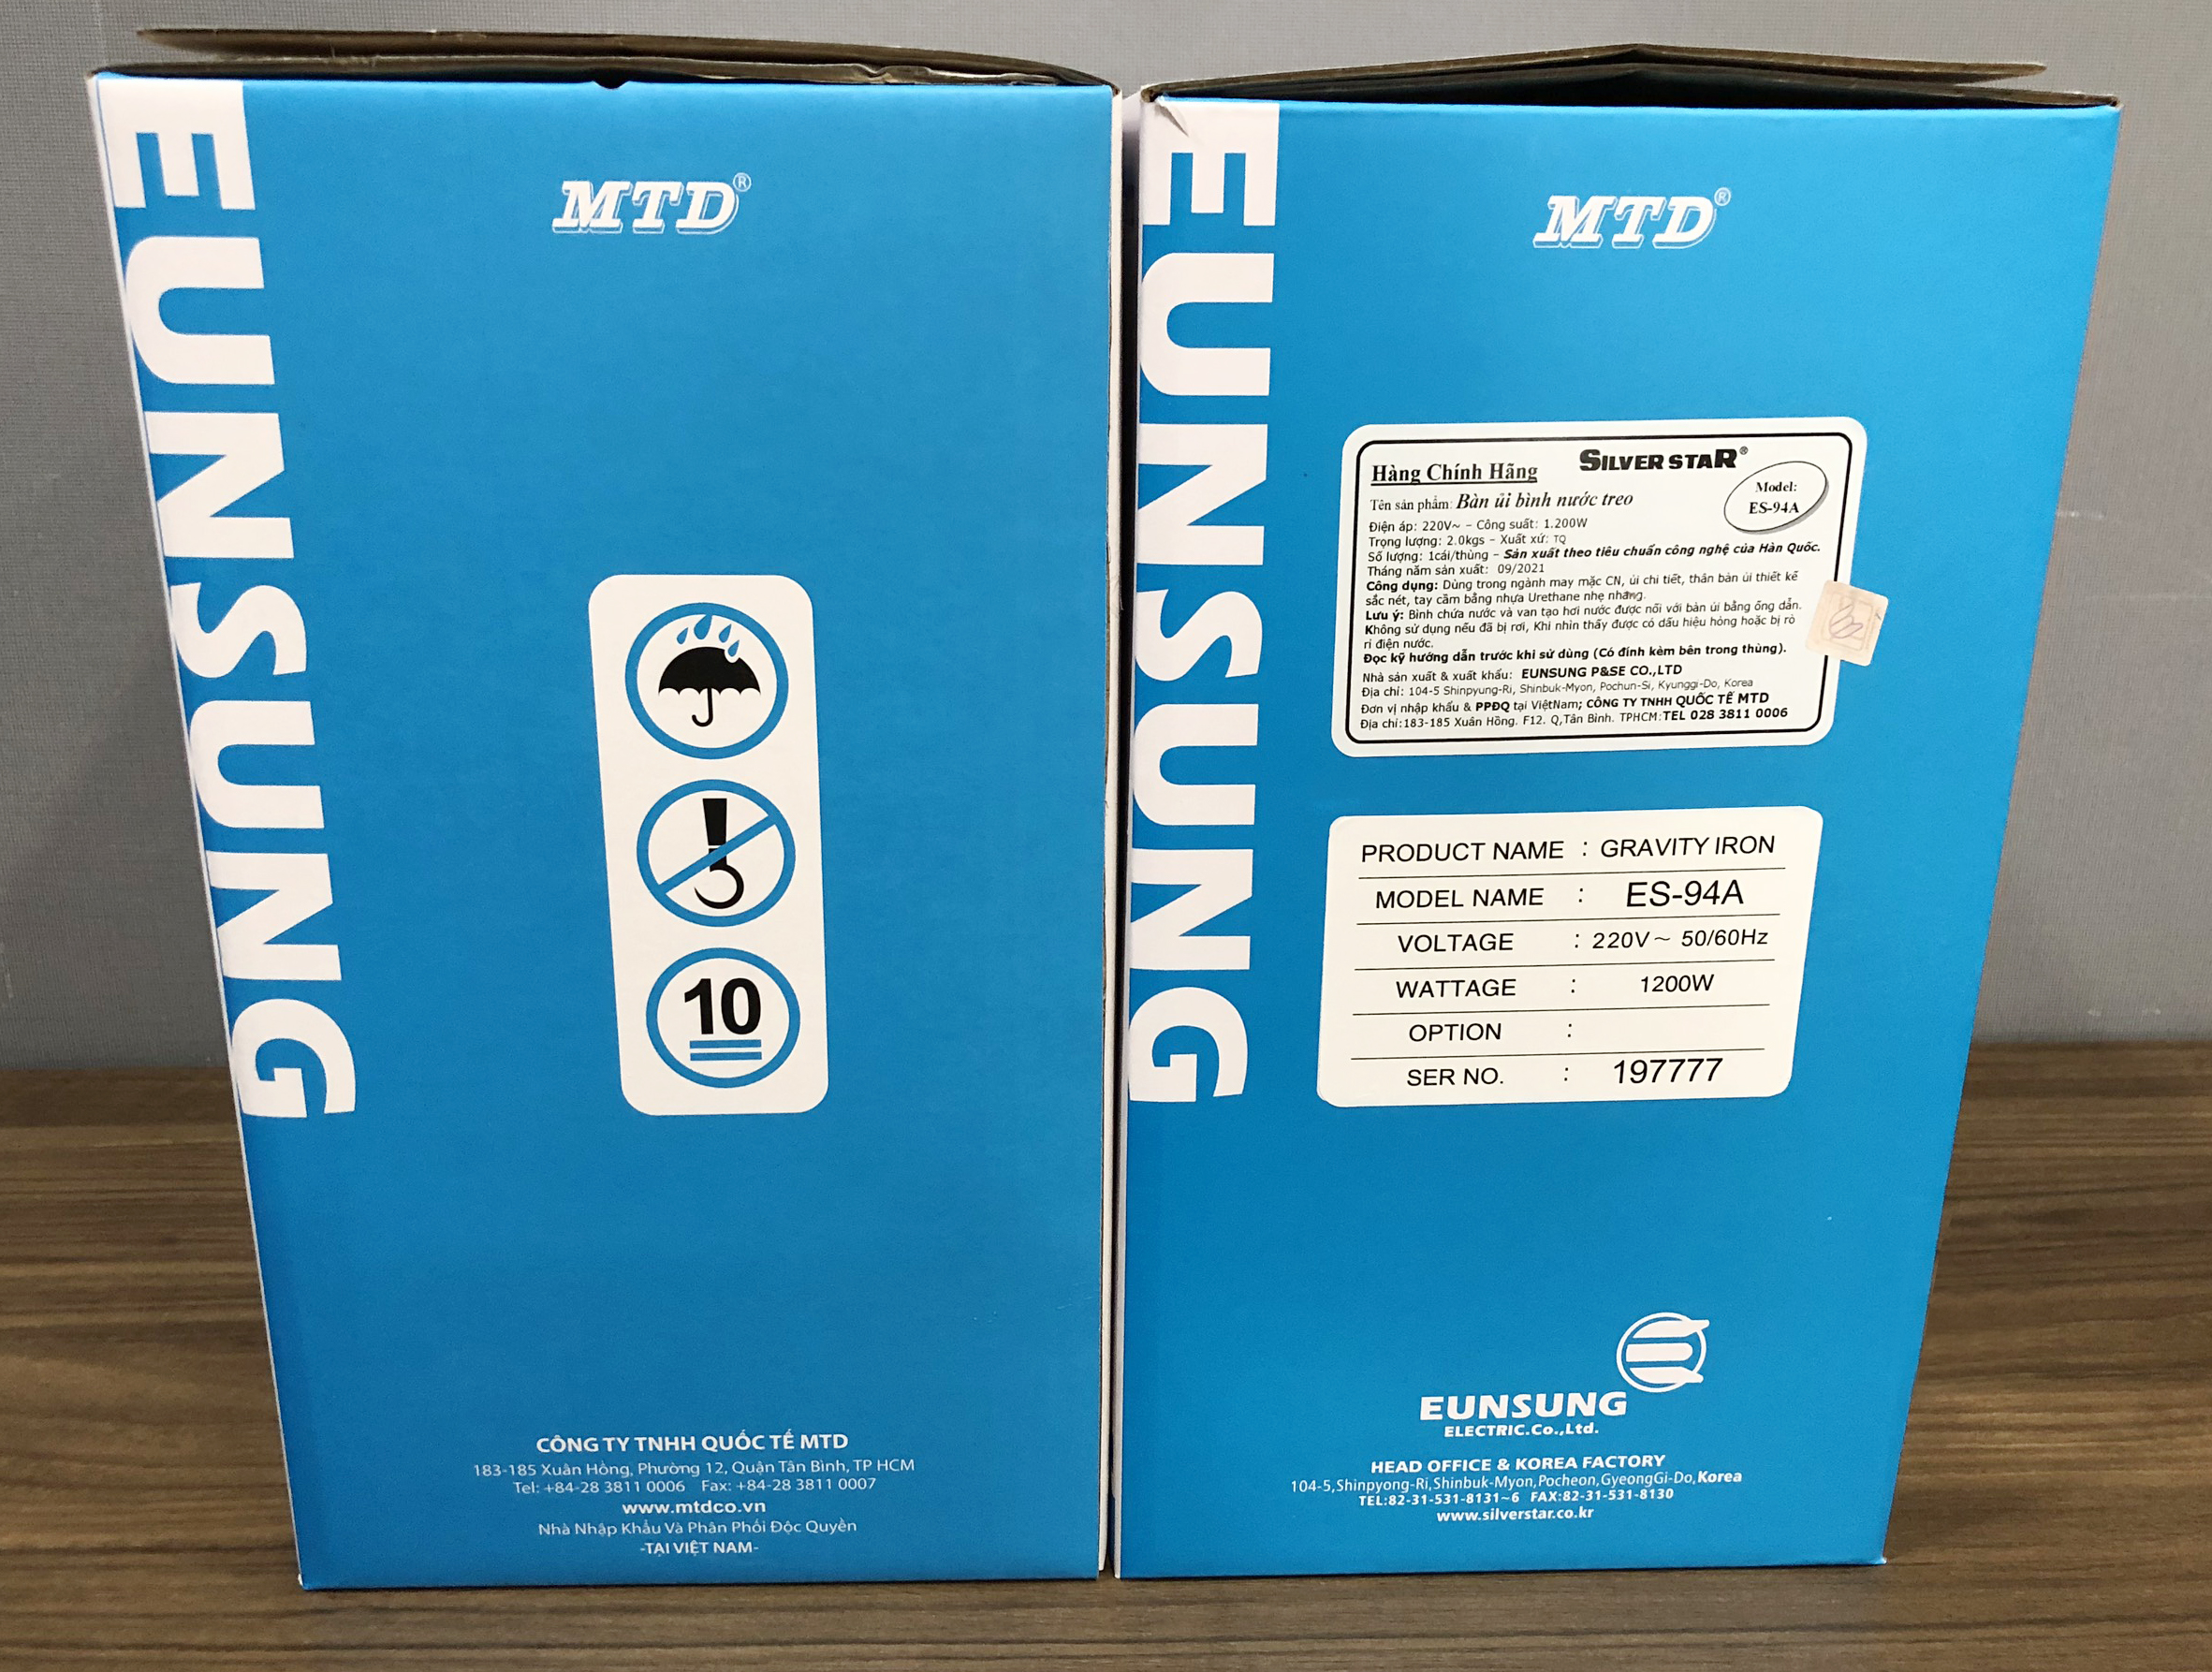 EUNSUNG
MTD®
10
CÔNG TY TNHH QUỐC TẾ MTD
183-185 Xuân Hồng, Phường 12, Quận Tân Bình, TP HCM
Tel: +84-28 3811 0006 Fax: +84-28 3811 0007
www.mtdco.vn
Nhà Nhập Khẩu Và Phân Phối Độc Quyền
-TẠI VIỆT NAM-
EUNSUNG
MTD®
SILVER STAR®
Hàng Chính Hãng
Model:
ES-94A
Tên sản phẩm: Bàn ủi bình nước treo
Điện áp: 220V~ - Công suất: 1.200W
Trọng lượng: 2.0kgs - Xuất xứ: TQ
Số lượng: 1cái/thùng - Sản xuất theo tiêu chuẩn công nghệ của Hàn Quốc.
Tháng năm sản xuất: 09/2021
Công dụng: Dùng trong ngành may mặc CN, ủi chi tiết, thân bàn ủi thiết kế
sắc nét, tay cầm bằng nhựa Urethane nhẹ nhàng.
Lưu ý: Bình chứa nước và van tạo hơi nước được nối với bàn ủi bằng ống dẫn.
Không sử dụng nếu đã bị rơi, Khi nhìn thấy được có dấu hiệu hỏng hoặc bị rò
rỉ điện nước.
Đọc kỹ hướng dẫn trước khi sử dùng (Có đính kèm bên trong thùng).
Nhà sản xuất & xuất khẩu: EUNSUNG P&SE CO.,LTD
Địa chỉ: 104-5 Shinpyung-Ri, Shinbuk-Myon, Pochun-Si, Kyunggi-Do, Korea
Đơn vị nhập khẩu & PPĐQ tại ViệtNam; CÔNG TY TNHH QUỐC TẾ MTD
Địa chỉ:183-185 Xuân Hồng. F12. Q,Tân Bình. TPHCM:TEL 028 3811 0006
PRODUCT NAME : GRAVITY IRON
MODEL NAME : ES-94A
VOLTAGE : 220V~ 50/60Hz
WATTAGE : 1200W
OPTION :
SER NO. : 197777
EUNSUNG
ELECTRIC.Co.,Ltd.
HEAD OFFICE & KOREA FACTORY
104-5,Shinpyong-Ri,Shinbuk-Myon,Pocheon,GyeongGi-Do,Korea
TEL:82-31-531-8131~6 FAX:82-31-531-8130
www.silverstar.co.kr